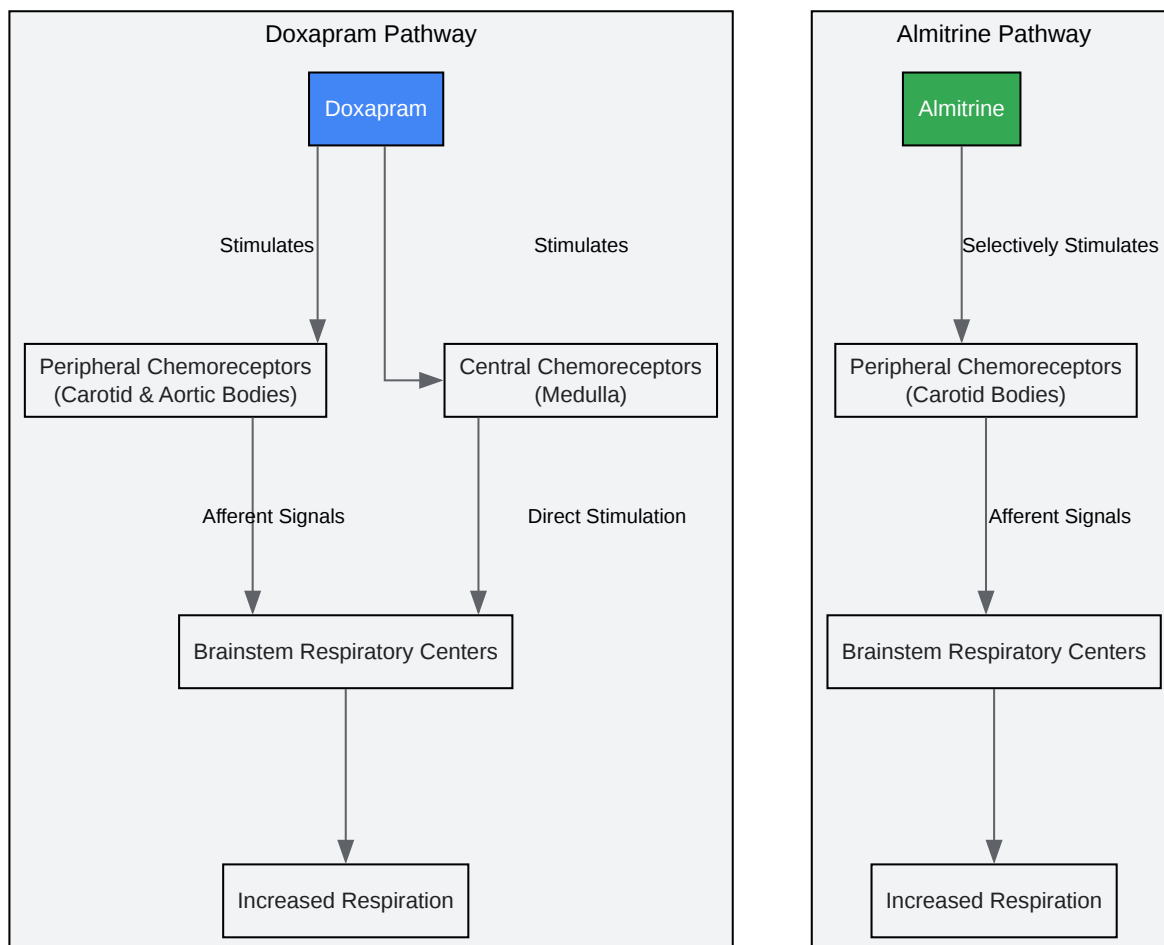 Doxapram Pathway
Doxapram
Stimulates
Stimulates
Peripheral Chemoreceptors
(Carotid & Aortic Bodies)
Central Chemoreceptors
(Medulla)
Afferent Signals
Direct Stimulation
Brainstem Respiratory Centers
Increased Respiration
Almitrine Pathway
Almitrine
Selectively Stimulates
Peripheral Chemoreceptors
(Carotid Bodies)
Afferent Signals
Brainstem Respiratory Centers
Increased Respiration